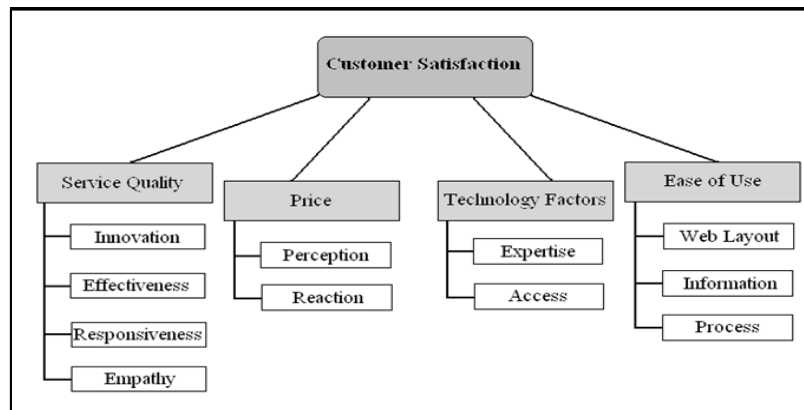 Customer Satisfaction
Service Quality
Innovation
Effectiveness
Responsiveness
Empathy
Price
Perception
Reaction
Technology Factors
Expertise
Access
Ease of Use
Web Layout
Information
Process